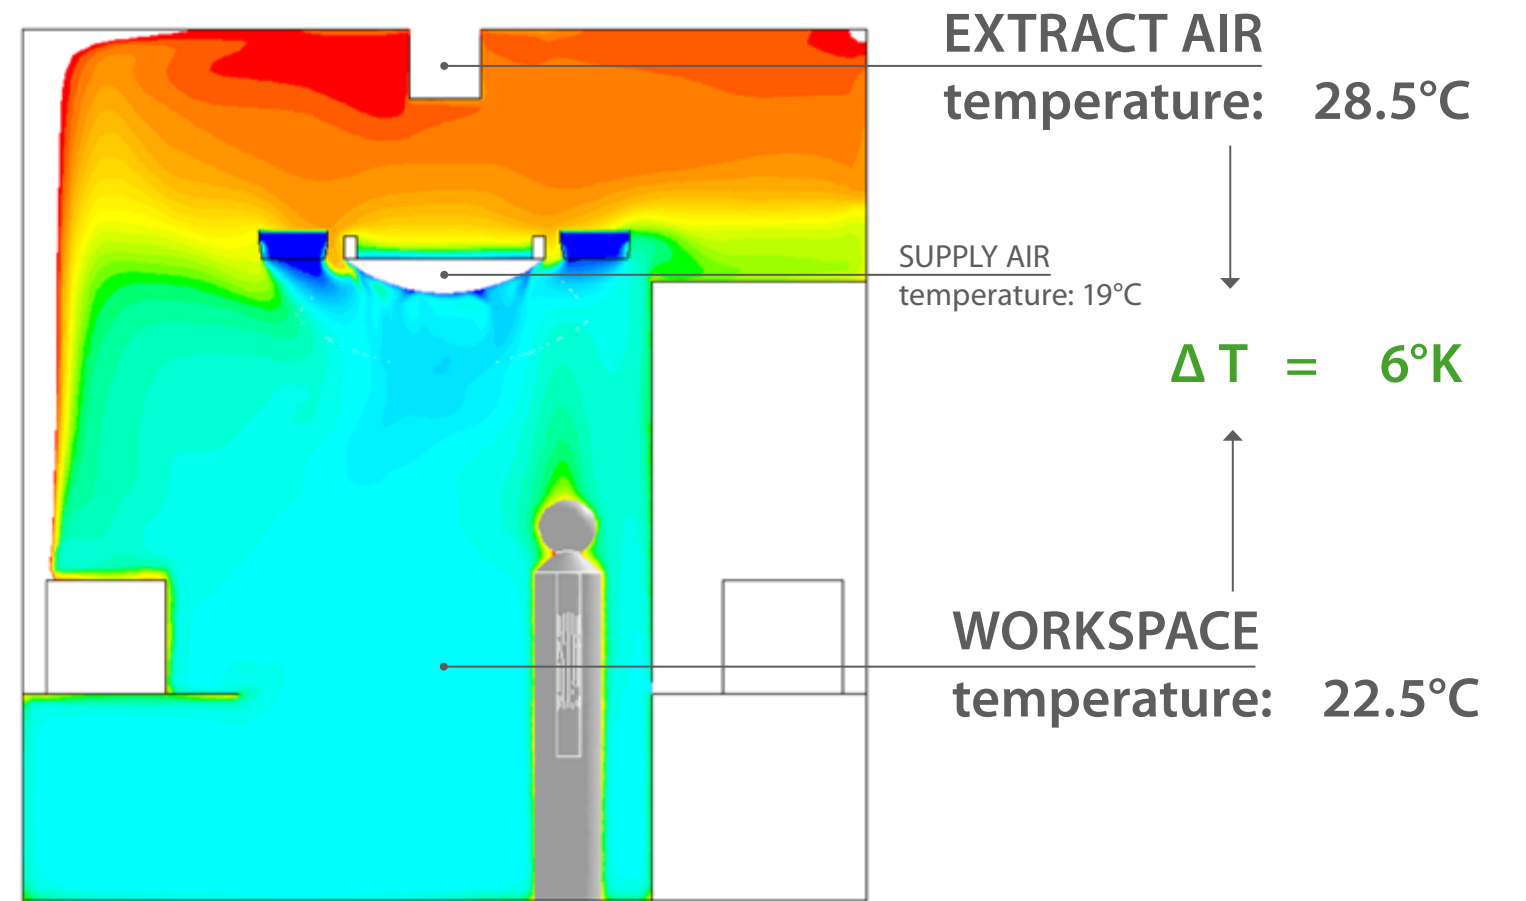 EXTRACT AIR
temperature: 28.5°C
SUPPLY AIR
temperature: 19°C
Δ T = 6°K
WORKSPACE
temperature: 22.5°C